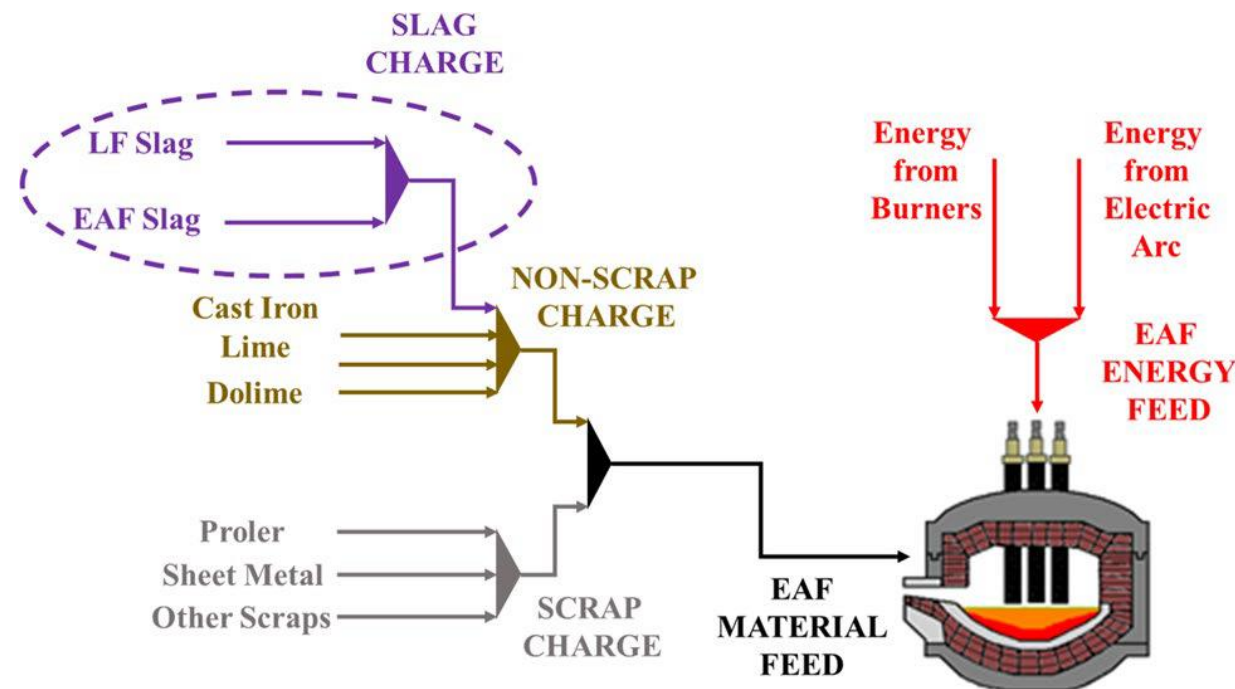 SLAG
CHARGE
LF Slag
EAF Slag
NON-SCRAP
CHARGE
Cast Iron
Lime
Dolime
Proler
Sheet Metal
Other Scraps
SCRAP
CHARGE
EAF
MATERIAL
FEED
Energy
from
Burners
Energy
from
Electric
Arc
EAF
ENERGY
FEED